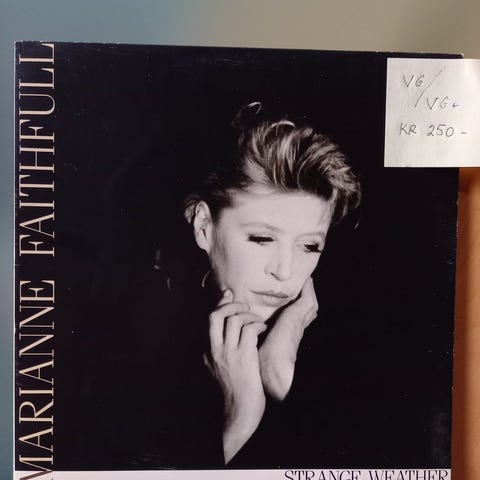 MARIANNE FAITHFULL
VG/VG+
KR 250-
STRANGE WEATHER